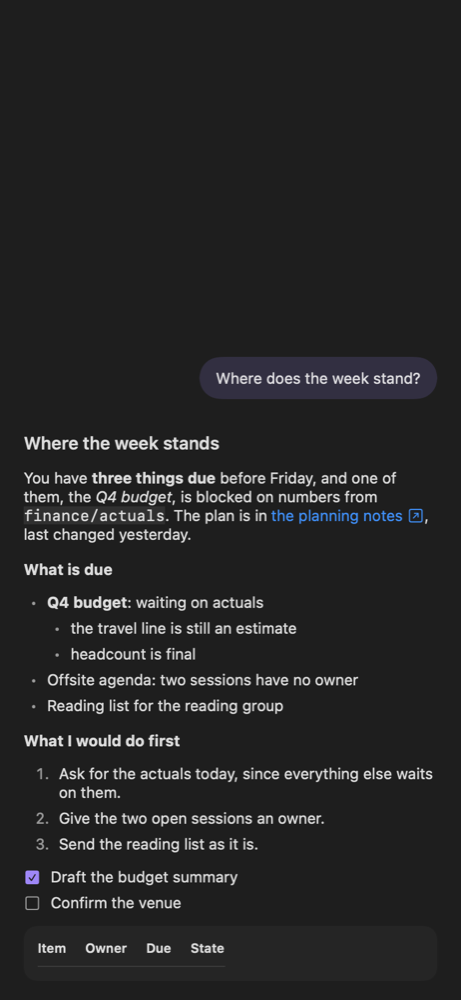 Where does the week stand?
Where the week stands
You have three things due before Friday, and one of
them, the Q4 budget, is blocked on numbers from
finance/actuals. The plan is in the planning notes,
last changed yesterday.
What is due
• Q4 budget: waiting on actuals
• the travel line is still an estimate
• headcount is final
• Offsite agenda: two sessions have no owner
• Reading list for the reading group
What I would do first
1. Ask for the actuals today, since everything else waits
on them.
2. Give the two open sessions an owner.
3. Send the reading list as it is.
Draft the budget summary
Confirm the venue
Item Owner Due State